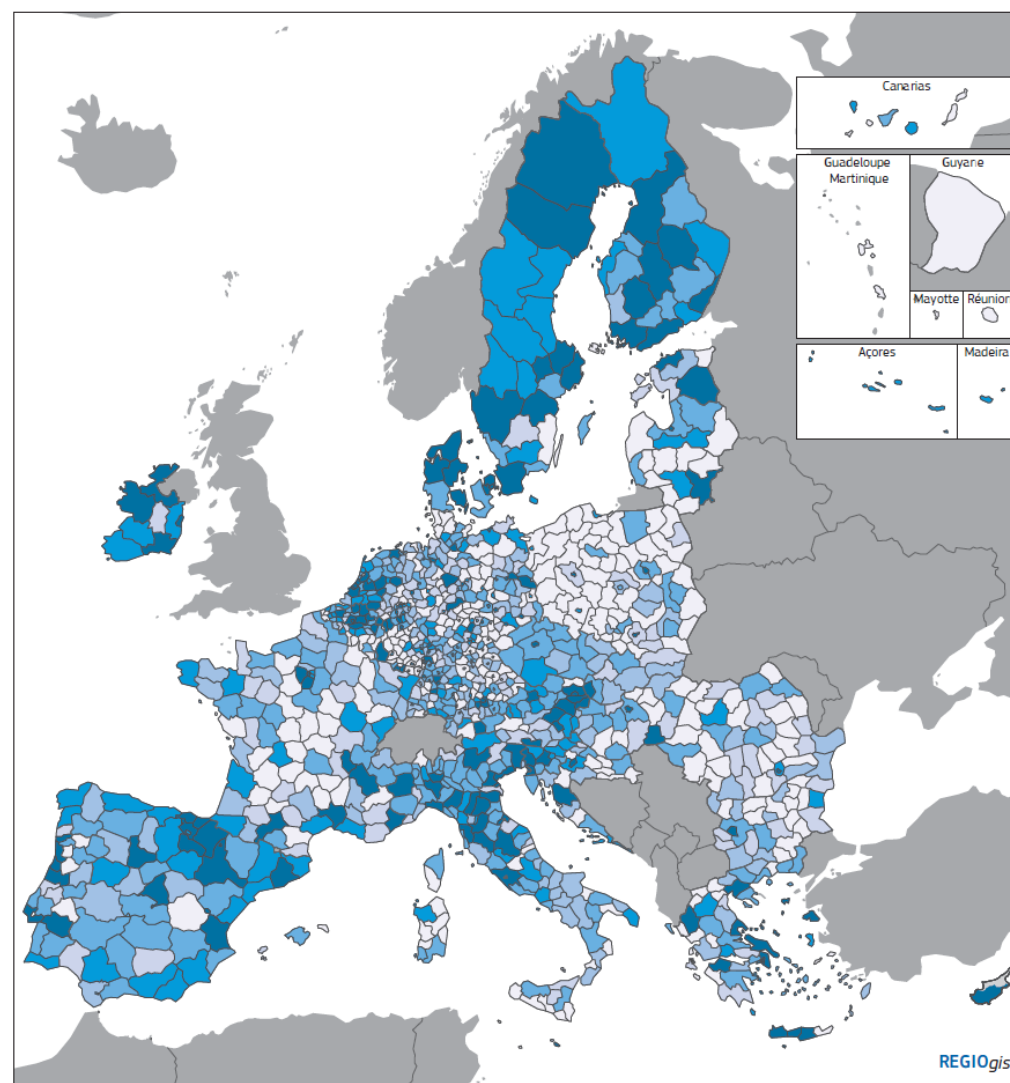 Canarias
Guadeloupe
Martinique
Guyane
Mayotte
Réunion
Açores
Madeira
REGIOgis